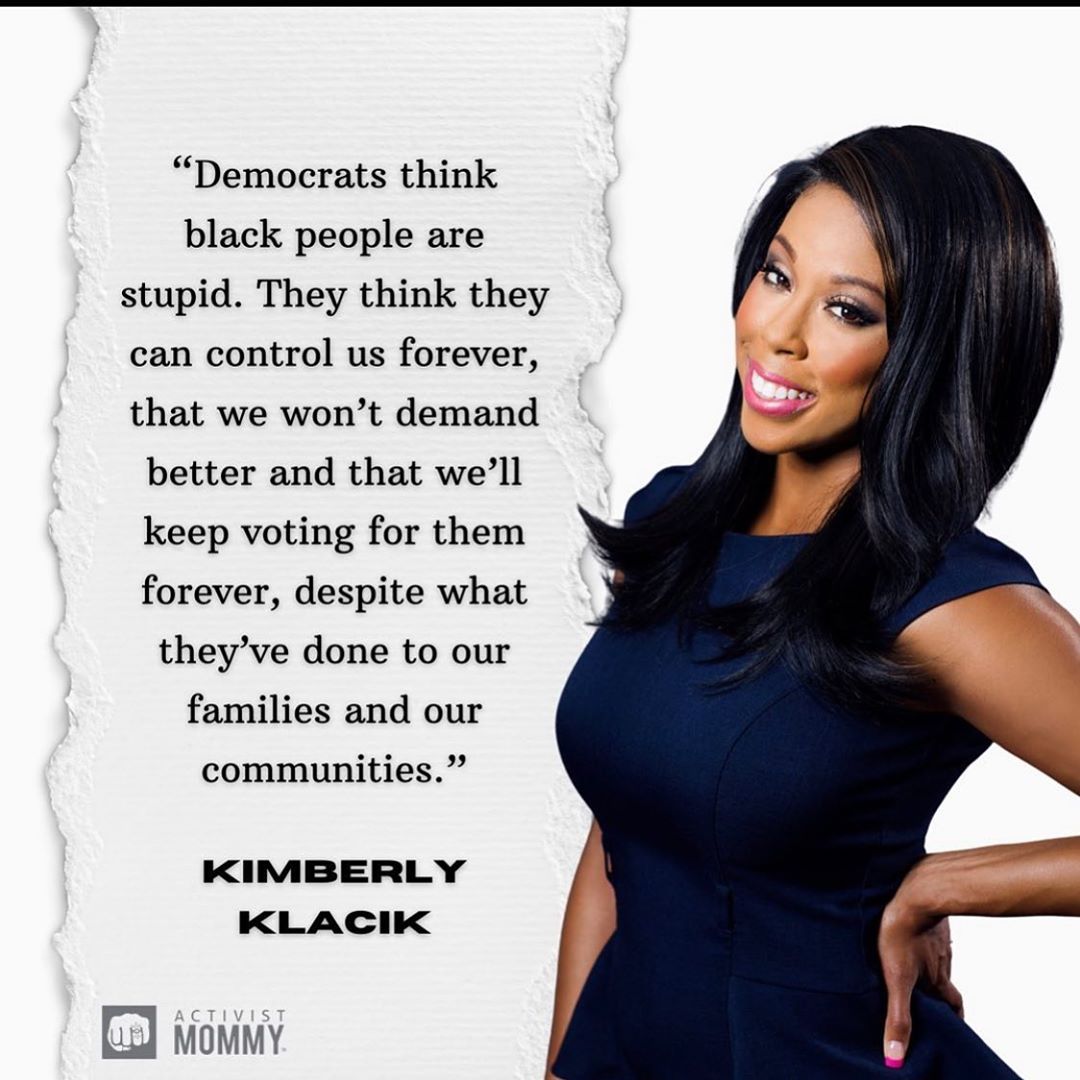 “Democrats think
black people are
stupid. They think they
can control us forever,
that we won’t demand
better and that we’ll
keep voting for them
forever, despite what
they’ve done to our
families and our
communities.”
KIMBERLY
KLACIK
ACTIVIST
MOMMY